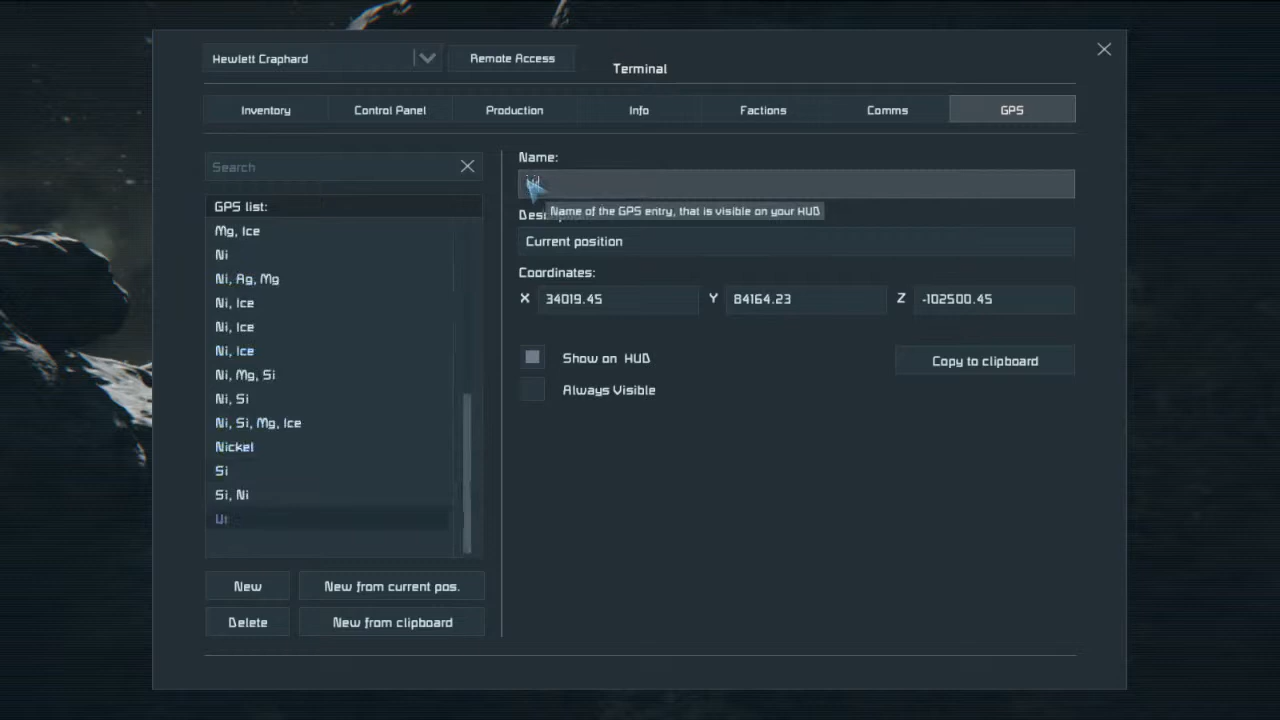 Hewlett Craphard
Remote Access
Terminal
Inventory
Control Panel
Production
Info
Factions
Comms
GPS
Search
GPS list:
Mg, Ice
Ni
Ni, Ag, Mg
Ni, Ice
Ni, Ice
Ni, Ice
Ni, Mg, Si
Ni, Si
Ni, Si, Mg, Ice
Nickel
Si
Si, Ni
New
New from current pos.
Delete
New from clipboard
Name:
Name of the GPS entry, that is visible on your HUD
Current position
Coordinates:
X 34019.45 Y 84164.23 Z -102500.45
Show on HUD
Copy to clipboard
Always Visible